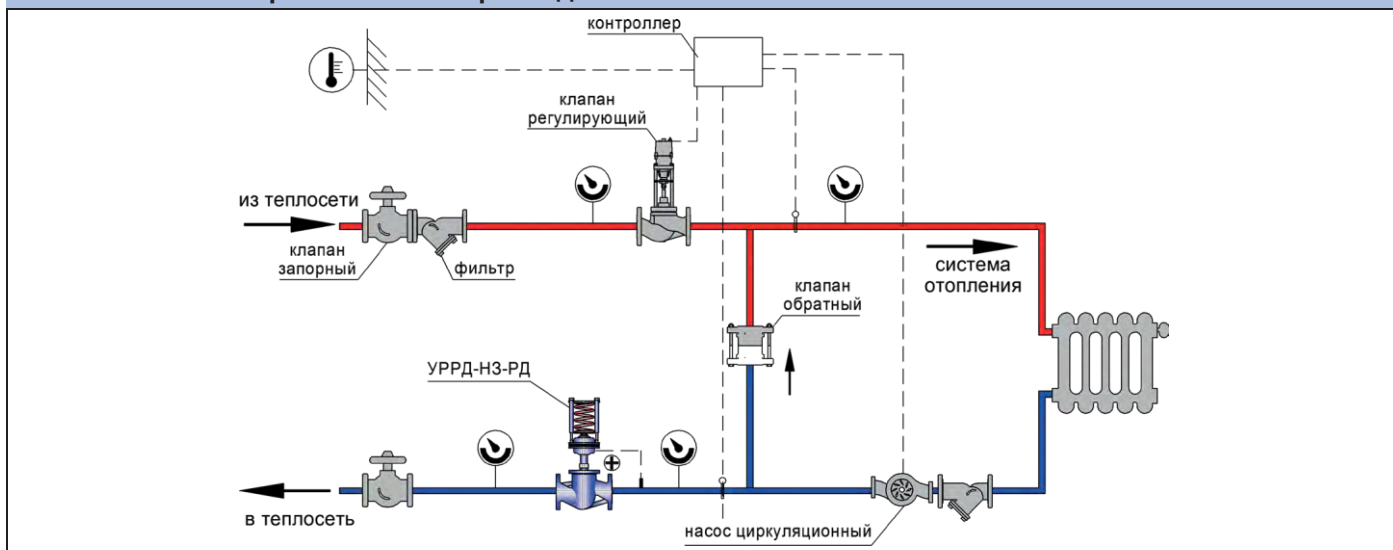 контроллер
клапан
регулирующий
из теплосети
клапан
запорный
фильтр
система
отопления
клапан
обратный
УРРД-НЗ-РД
в теплосеть
насос циркуляционный